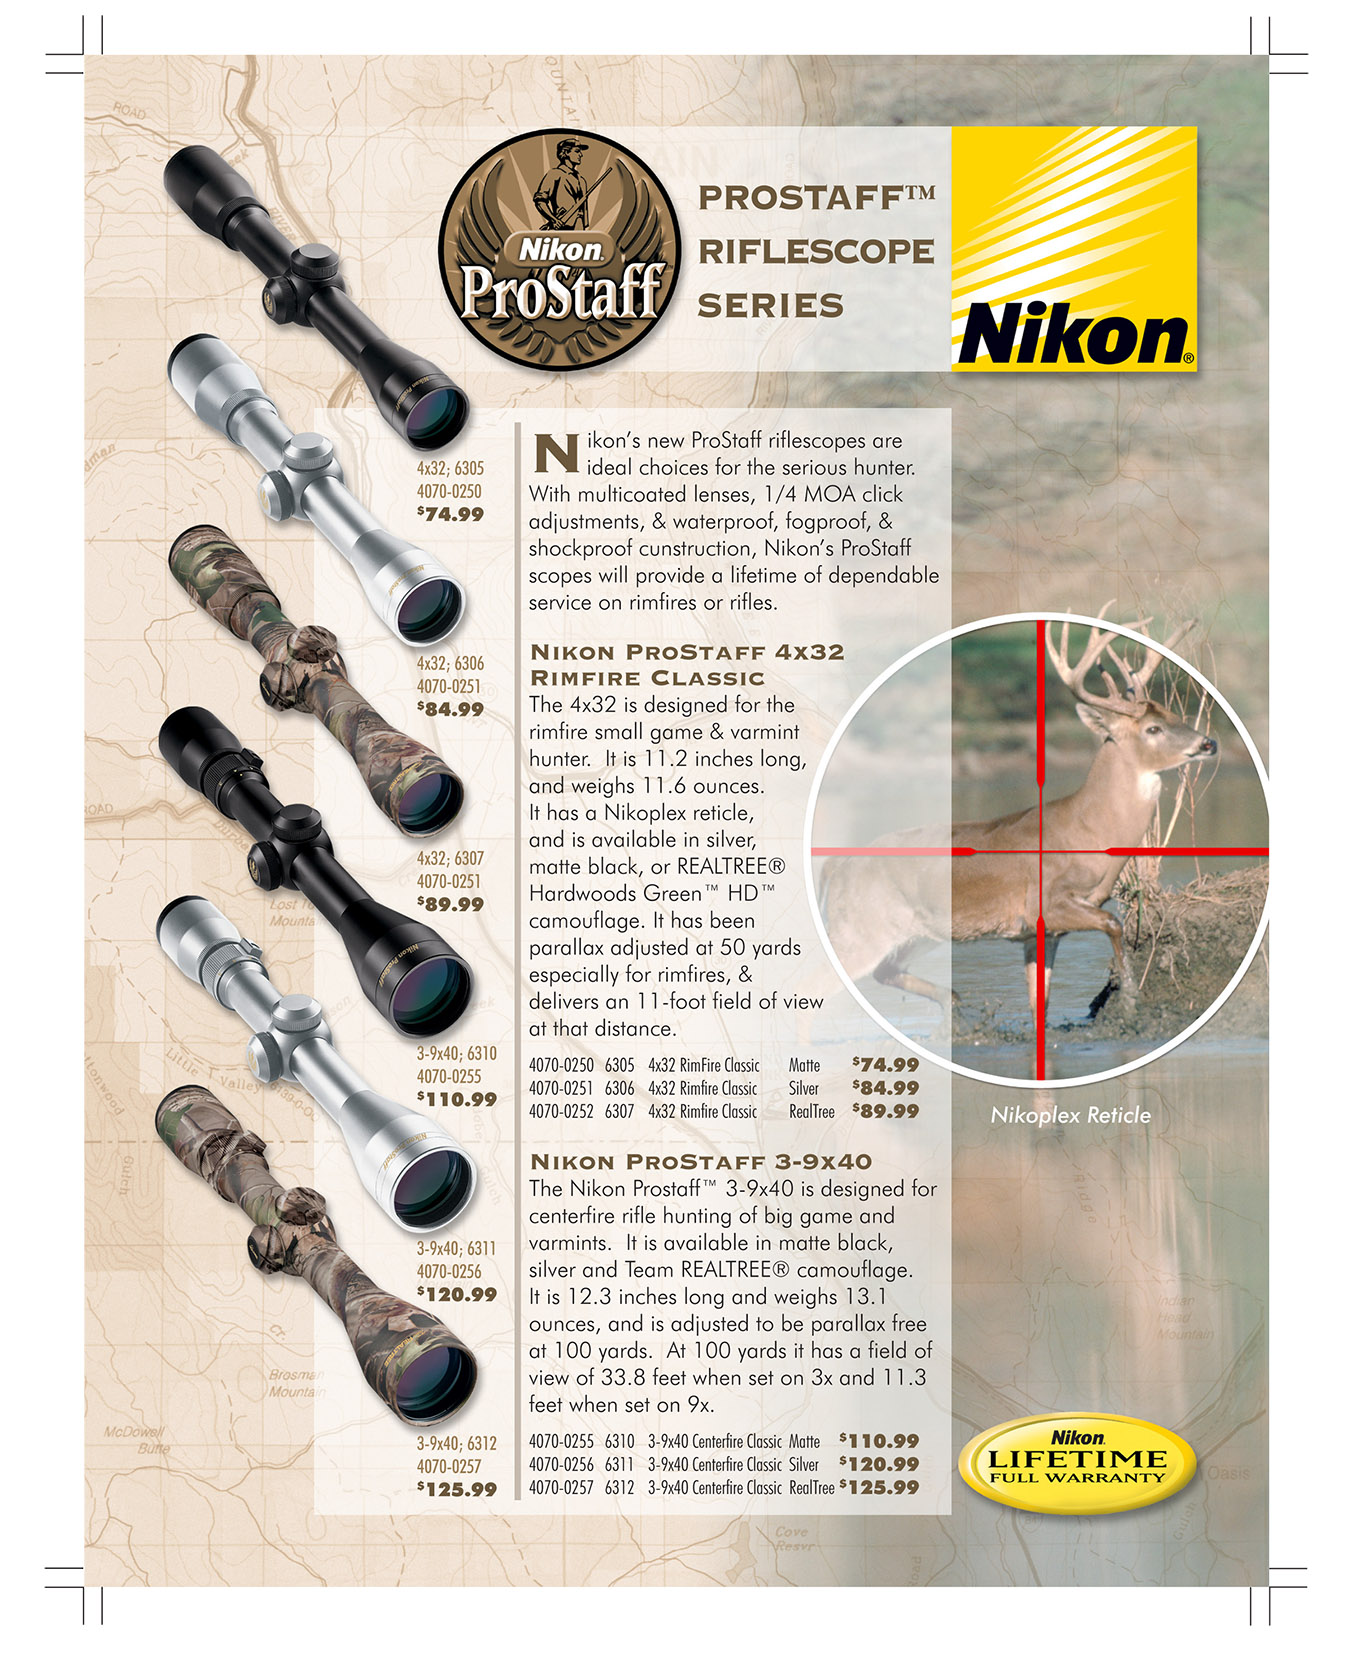 Nikon
ProStaff
PROSTAFF™
RIFLESCOPE
SERIES
Nikon®
4x32; 6305
4070-0250
$74.99
4x32; 6306
4070-0251
$84.99
4x32; 6307
4070-0251
$89.99
3-9x40; 6310
4070-0255
$110.99
3-9x40; 6311
4070-0256
$120.99
3-9x40; 6312
4070-0257
$125.99
Nikon's new ProStaff riflescopes are
ideal choices for the serious hunter.
With multicoated lenses, 1/4 MOA click
adjustments, & waterproof, fogproof, &
shockproof cunstruction, Nikon's ProStaff
scopes will provide a lifetime of dependable
service on rimfires or rifles.
NIKON PROSTAFF 4X32
RIMFIRE CLASSIC
The 4x32 is designed for the
rimfire small game & varmint
hunter. It is 11.2 inches long,
and weighs 11.6 ounces.
It has a Nikoplex reticle,
and is available in silver,
matte black, or REALTREE®
Hardwoods Green™ HD™
camouflage. It has been
parallax adjusted at 50 yards
especially for rimfires, &
delivers an 11-foot field of view
at that distance.
4070-0250 6305 4x32 RimFire Classic Matte $74.99
4070-0251 6306 4x32 Rimfire Classic Silver $84.99
4070-0252 6307 4x32 Rimfire Classic RealTree $89.99
Nikoplex Reticle
NIKON PROSTAFF 3-9X40
The Nikon Prostaff™ 3-9x40 is designed for
centerfire rifle hunting of big game and
varmints. It is available in matte black,
silver and Team REALTREE® camouflage.
It is 12.3 inches long and weighs 13.1
ounces, and is adjusted to be parallax free
at 100 yards. At 100 yards it has a field of
view of 33.8 feet when set on 3x and 11.3
feet when set on 9x.
4070-0255 6310 3-9x40 Centerfire Classic Matte $110.99
4070-0256 6311 3-9x40 Centerfire Classic Silver $120.99
4070-0257 6312 3-9x40 Centerfire Classic RealTree $125.99
Nikon
LIFETIME
FULL WARRANTY
ROAD
ROAD
Brosman
Mountain
McDowell
Butte
Indian
Head
Mountain
Cove
Resvr
Oasis
Ridge
Gulch